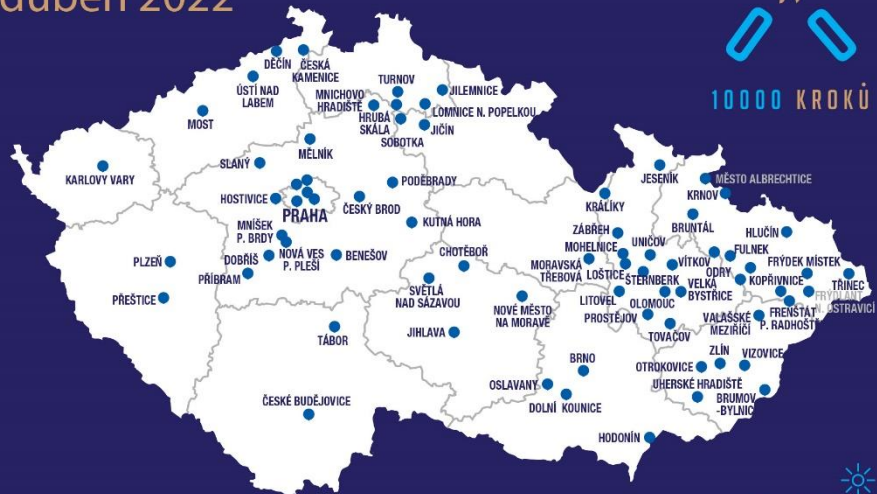 duben 2022
10000 KROKŮ
DĚČÍN
ČESKÁ
KAMENICE
ÚSTÍ NAD
LABEM
MOST
TURNOV
JILEMNICE
MNICHOVO
HRADIŠTĚ
LOMNICE N. POPELKOU
HRUBÁ
SKÁLA
JIČÍN
SOBOTKA
MĚLNÍK
SLANÝ
KARLOVY VARY
HOSTIVICE
PRAHA
PODĚBRADY
ČESKÝ BROD
KUTNÁ HORA
MNÍŠEK
P. BRDY
NOVÁ VES
P. PLEŠÍ
DOBŘÍŠ
BENEŠOV
PŘÍBRAM
PLZEŇ
PŘEŠTICE
CHOTĚBOŘ
SVĚTLÁ
NAD SÁZAVOU
NOVÉ MĚSTO
NA MORAVĚ
JIHLAVA
TÁBOR
ČESKÉ BUDĚJOVICE
JESENÍK
MĚSTO ALBRECHTICE
KRNOV
KRÁLÍKY
BRUNTÁL
ZÁBŘEH
HLUČÍN
MOHELNICE
UNIČOV
FULNEK
MORAVSKÁ
TŘEBOVÁ
LOŠTICE
VÍTKOV
ODRY
FRÝDEK MÍSTEK
ŠTERNBERK
KOPŘIVNICE
TŘINEC
LITOVEL
OLOMOUC
VELKÁ
BYSTŘICE
FRÝDLANT
N. OSTRAVICÍ
PROSTĚJOV
VALAŠSKÉ
MEZIŘÍČÍ
FRENŠTÁT
P. RADHOŠTĚ
TOVAČOV
BRNO
ZLÍN
VIZOVICE
OTROKOVICE
OSLAVANY
UHERSKÉ HRADIŠTĚ
DOLNÍ KOUNICE
BRUMOV
-BYLNIC
HODONÍN